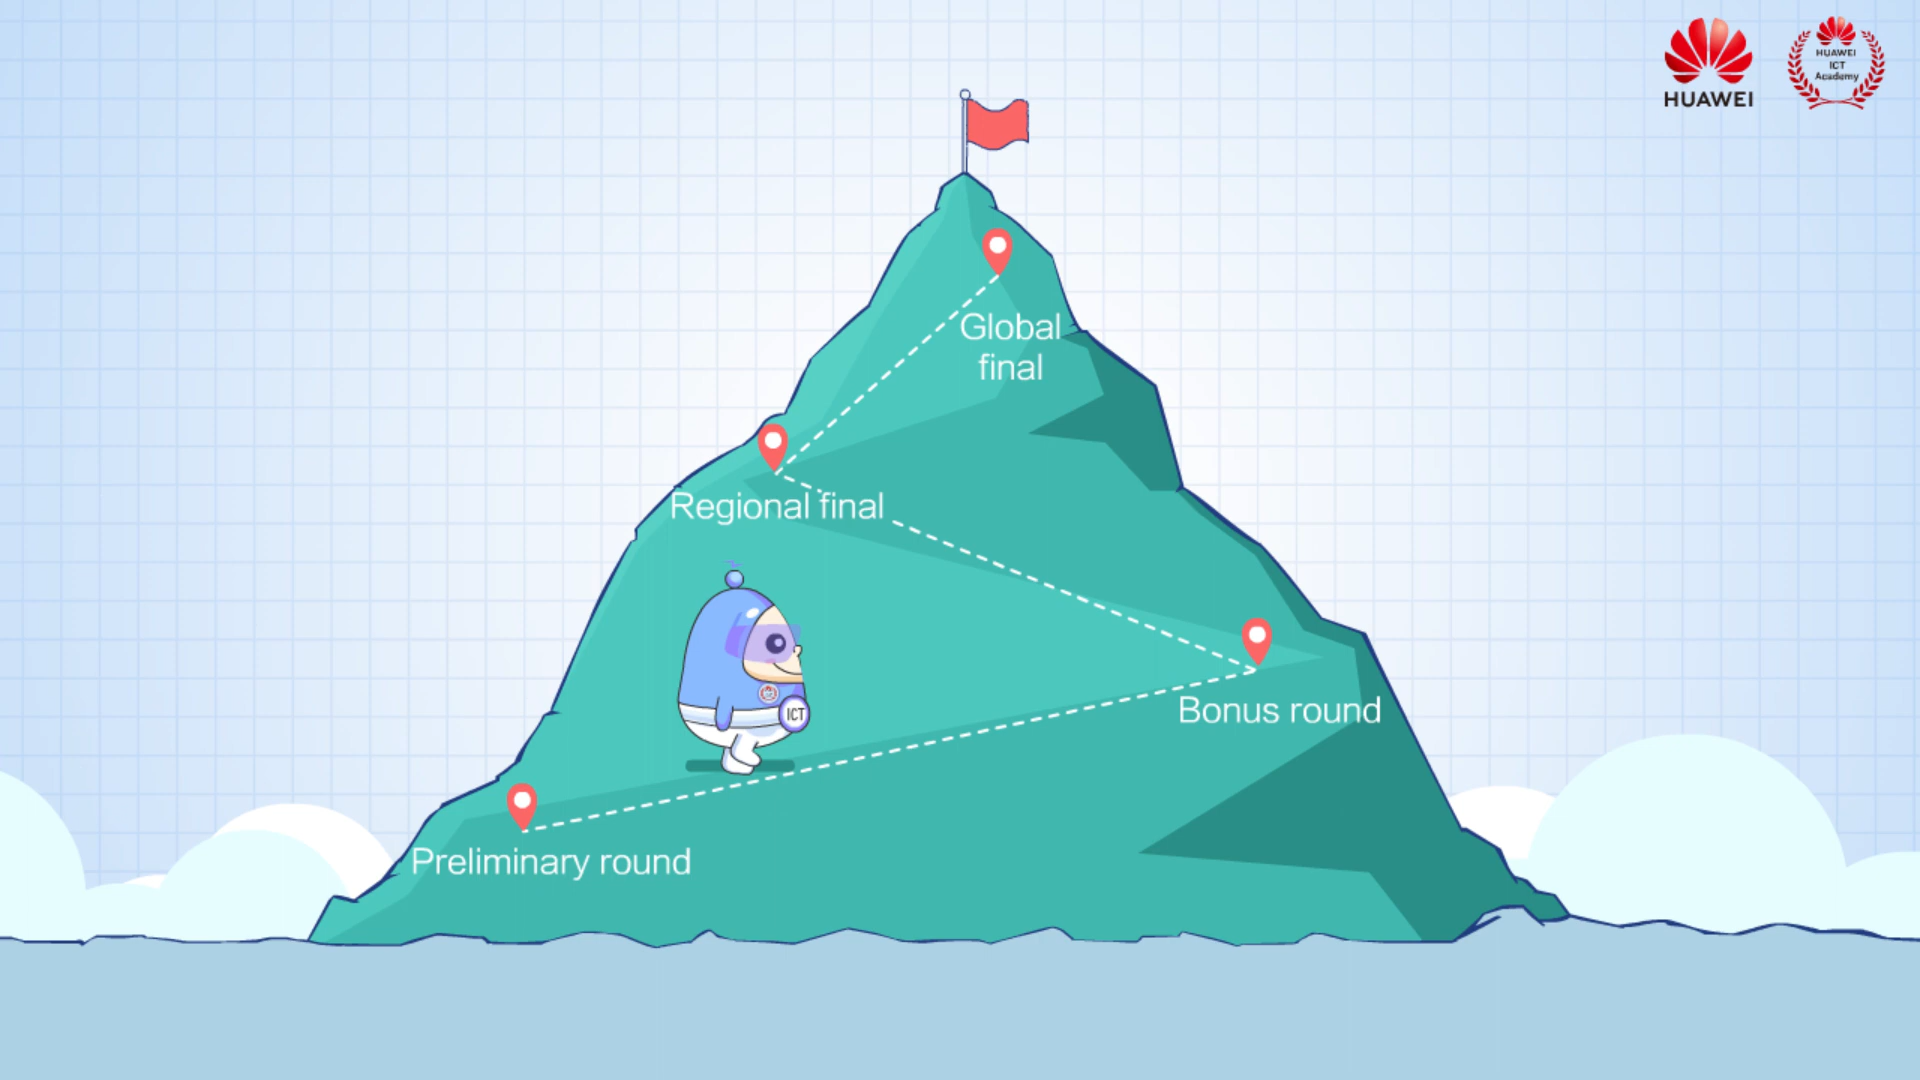 HUAWEI
HUAWEI
ICT
Academy
Global
final
Regional final
ICT
Bonus round
Preliminary round